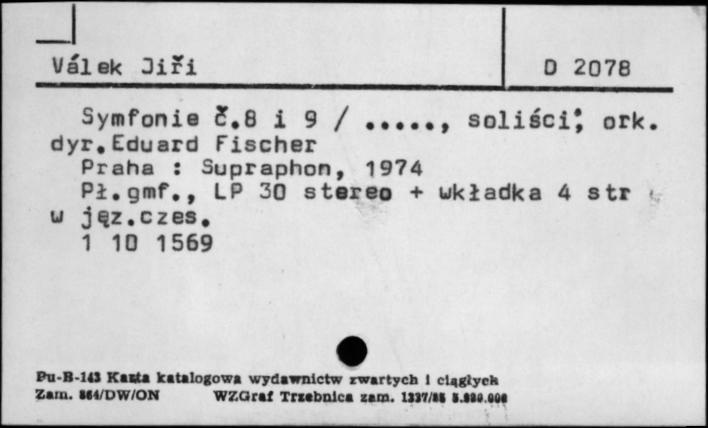 Válek Jiří
D 2078
Symfonie č.8 i 9 / ....., soliści; ork.
dyr.Eduard Fischer
Praha : Supraphon, 1974
Pł.gmf., LP 30 stereo + wkładka 4 str
w jęz.czes.
1 10 1569
Pu-B-143 Karta katalogowa wydawnictw zwartych i ciągłych
Zam. 864/DW/ON WZGraf Trzebnica zam.